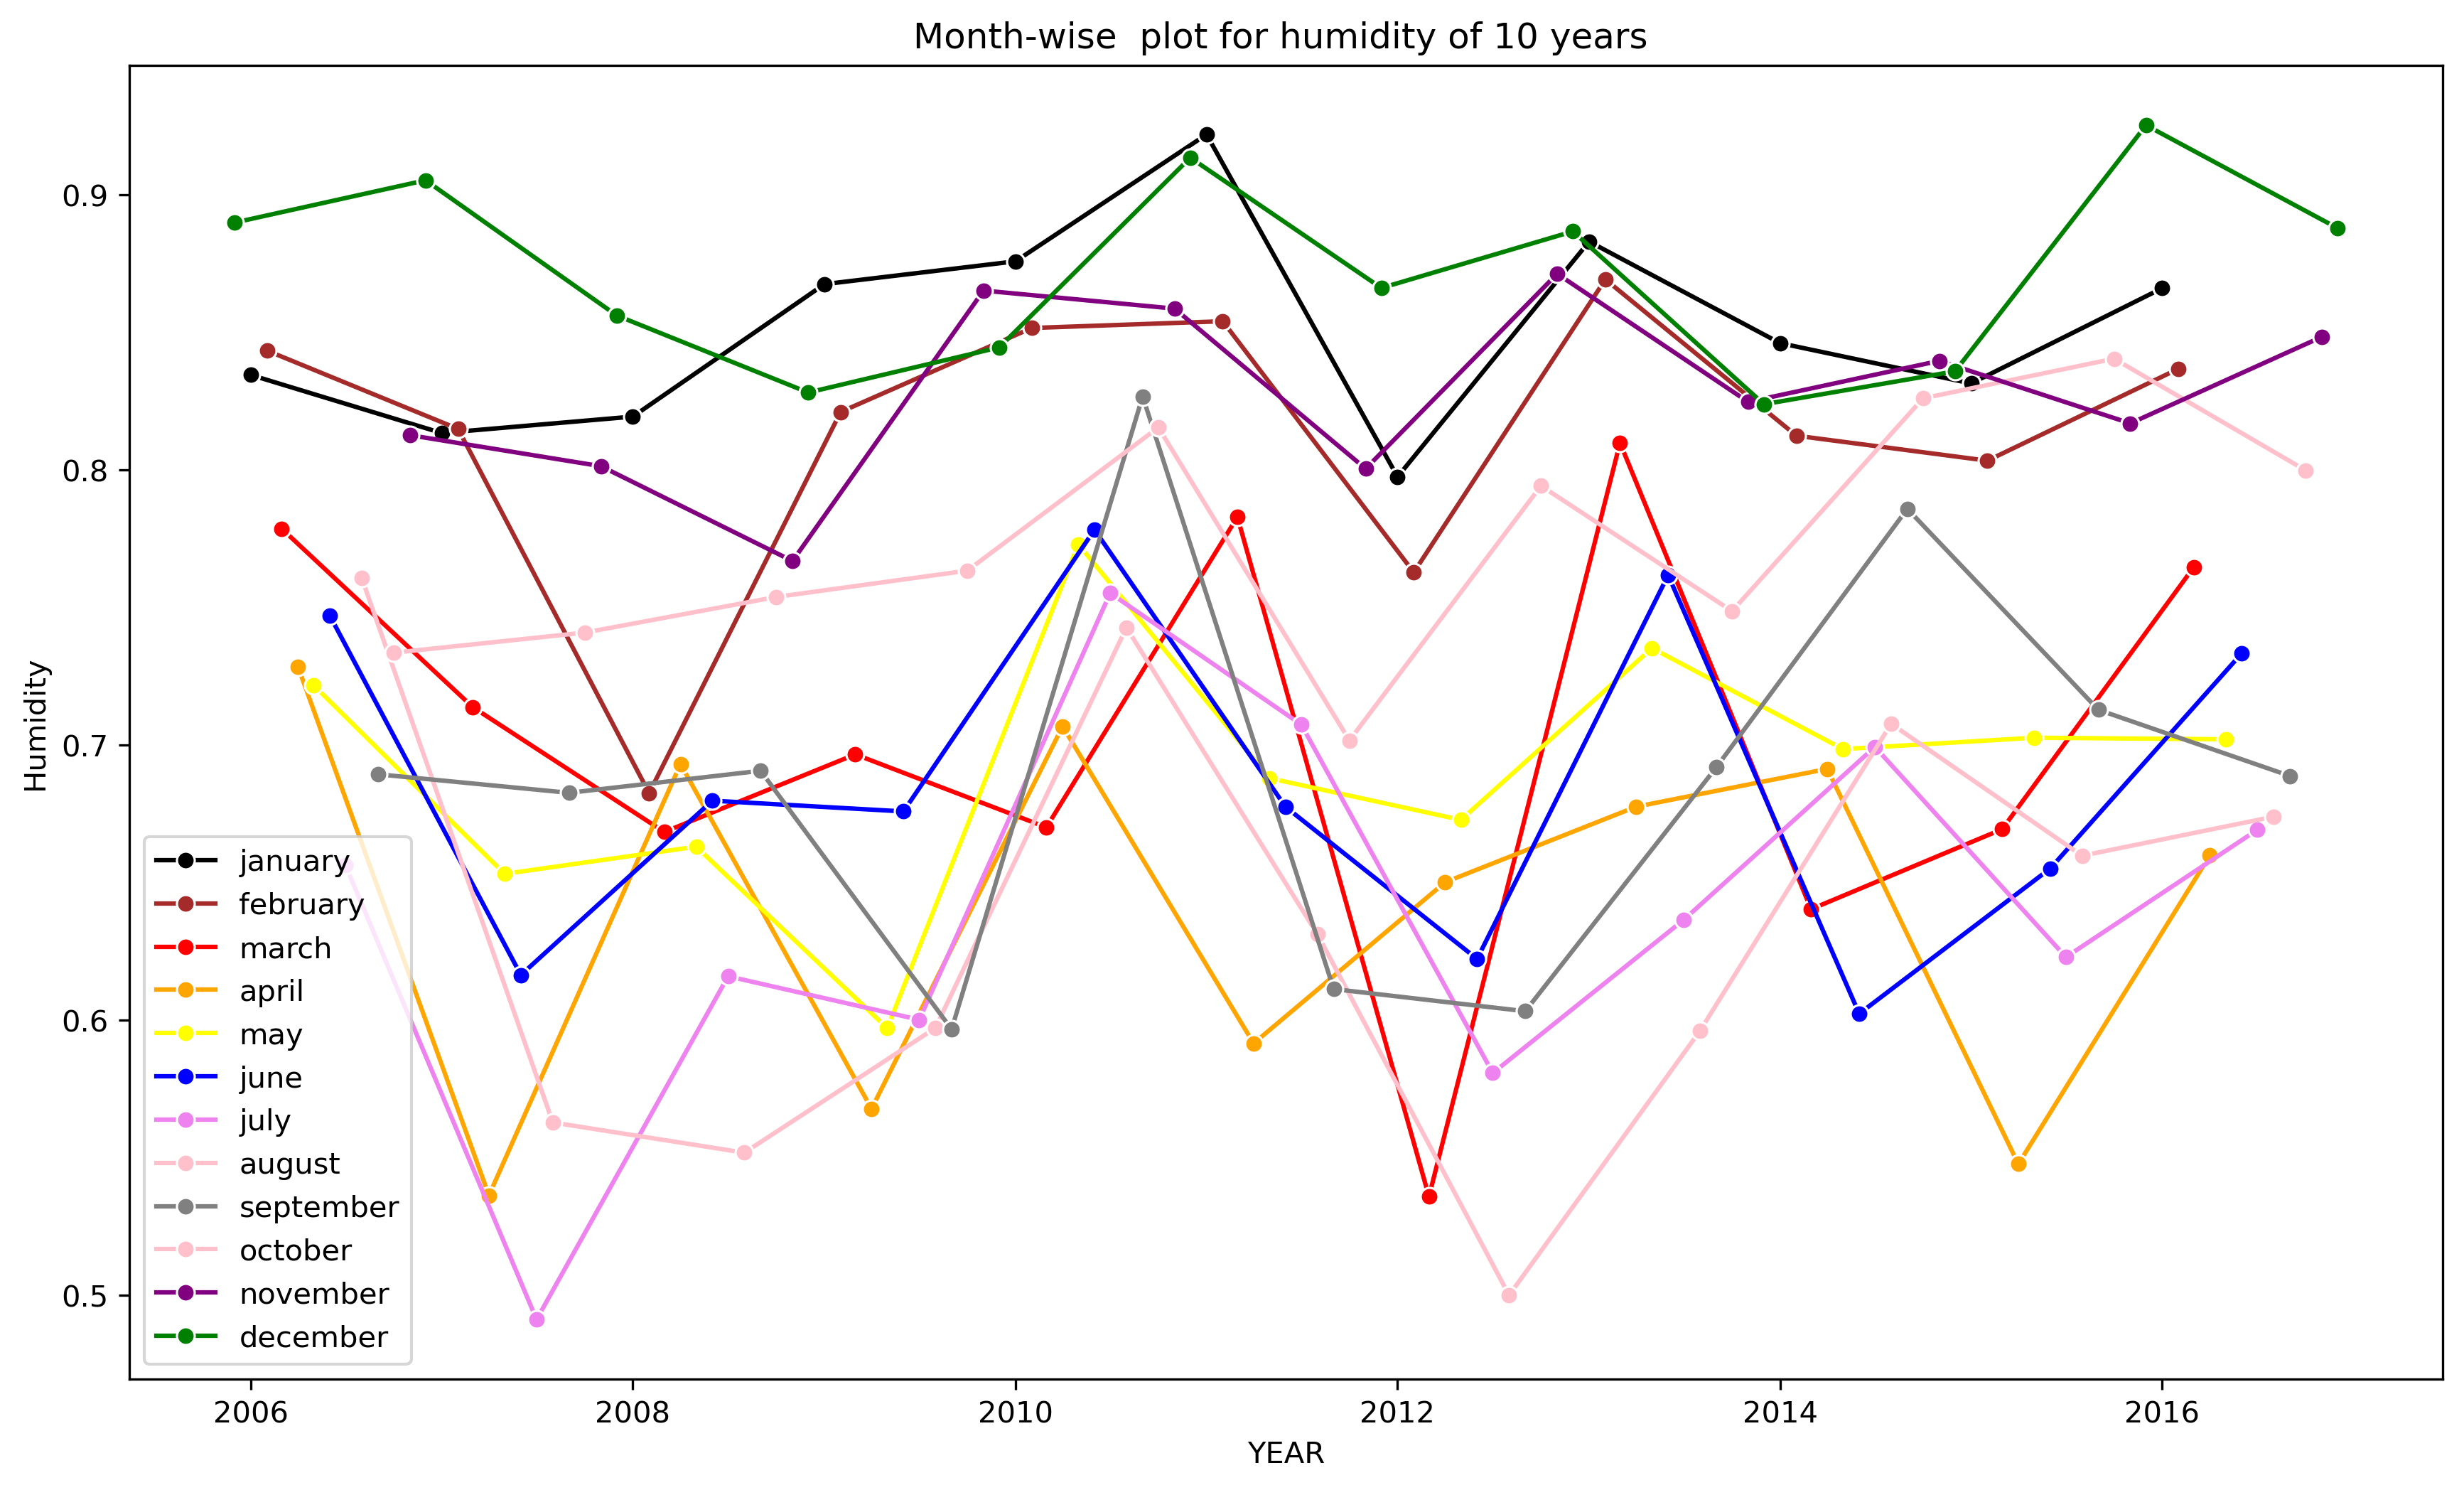 Month-wise  plot for humidity of 10 years
Humidity
0.9
0.8
0.7
0.6
0.5
january
february
march
april
may
june
july
august
september
october
november
december
2006 2008 2010 2012 2014 2016
YEAR